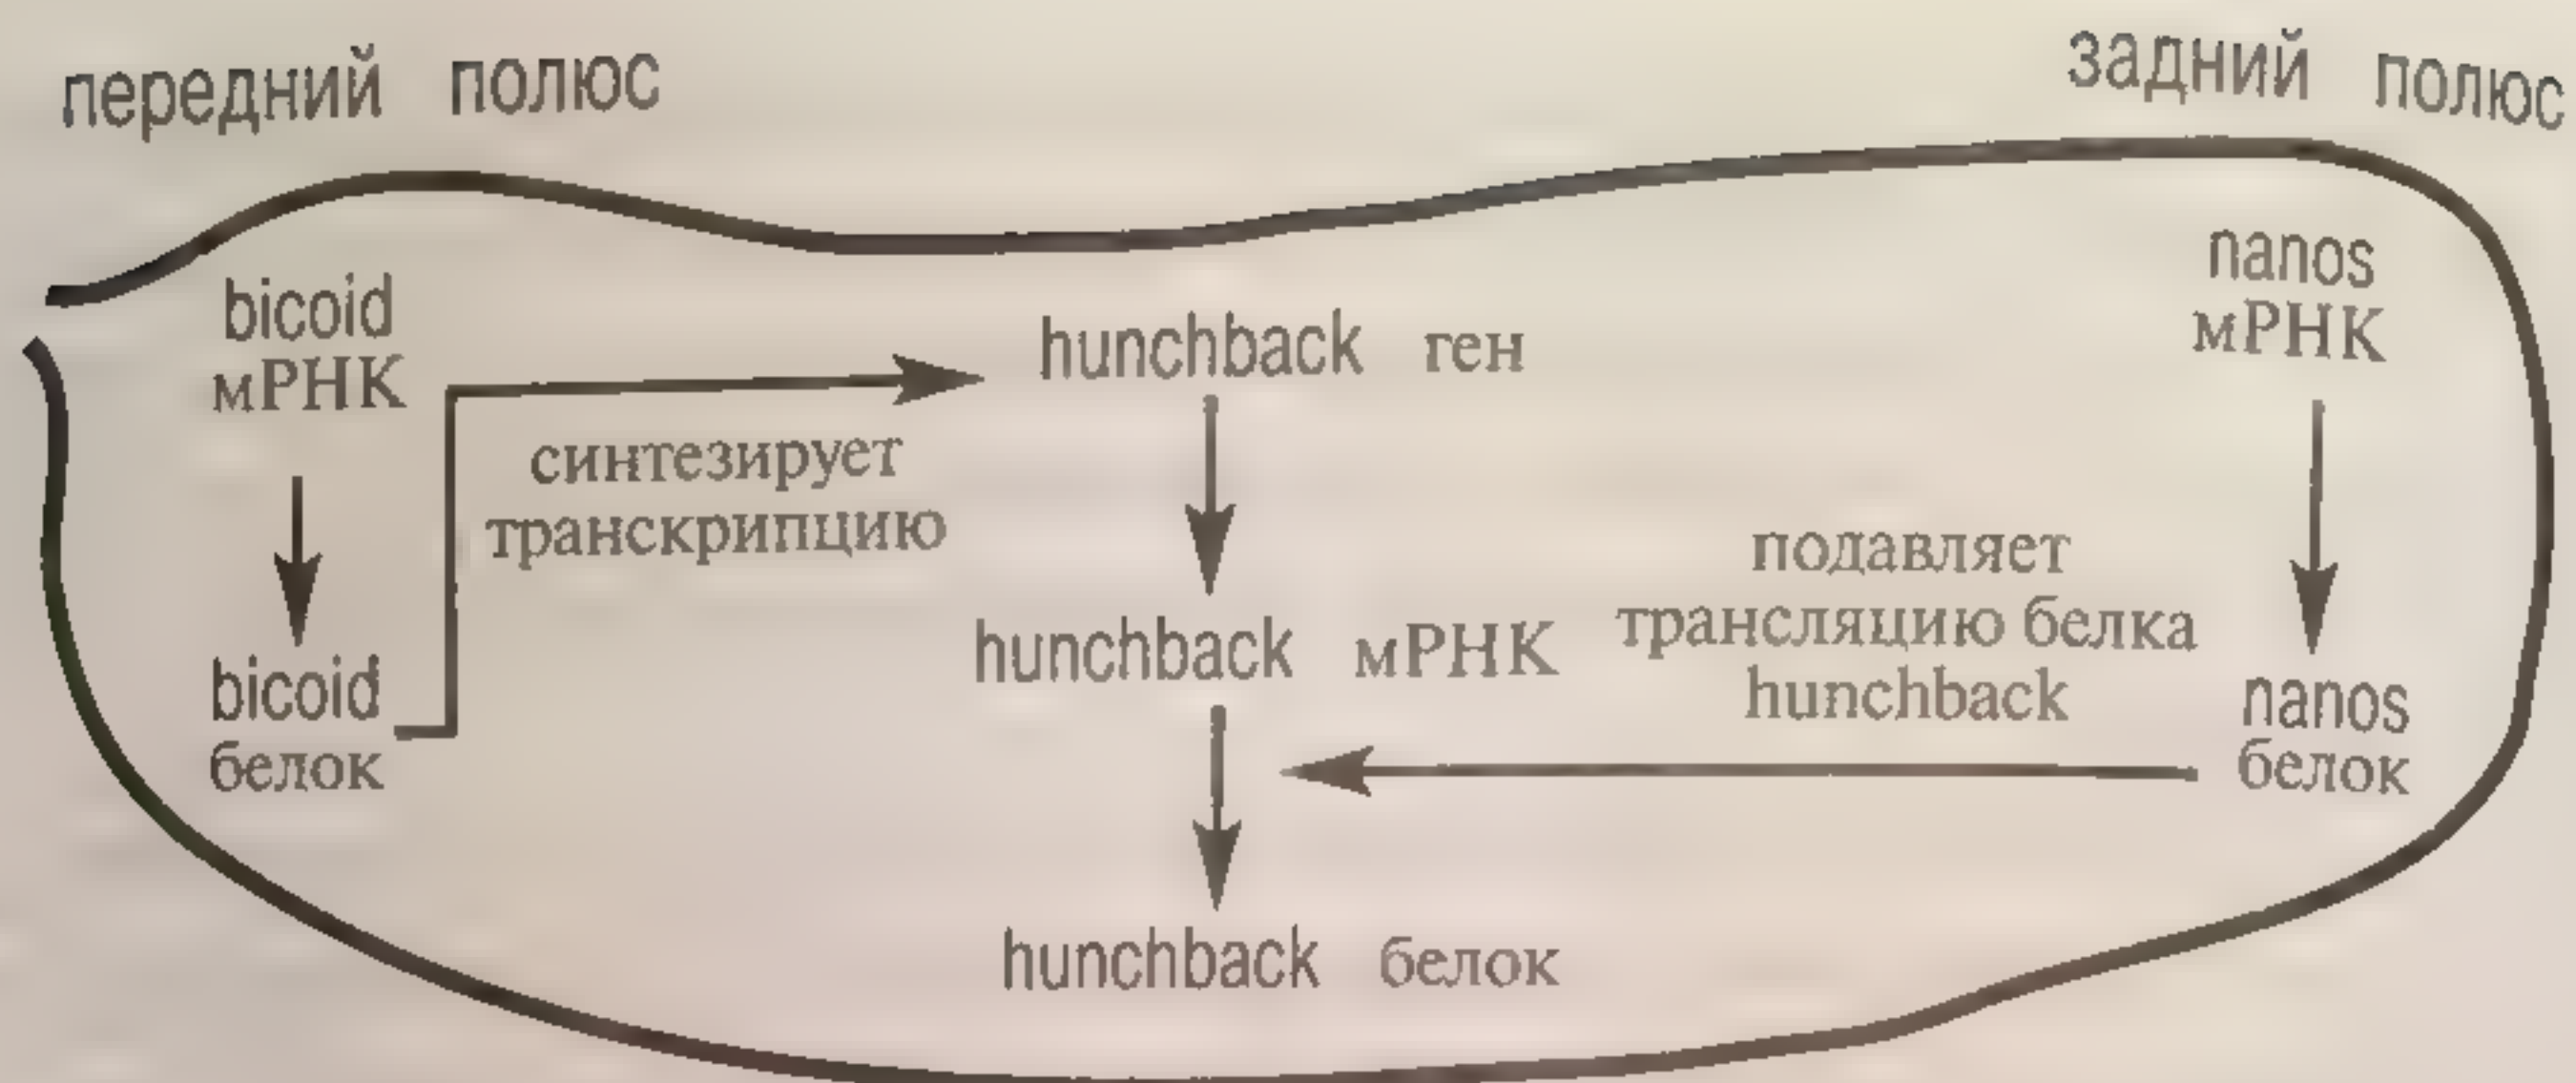 передний полюс
задний полюс
bicoid
мРНК
синтезирует
транскрипцию
bicoid
белок
hunchback ген
hunchback мРНК
hunchback белок
подавляет
трансляцию белка
hunchback
nanos
мРНК
nanos
белок